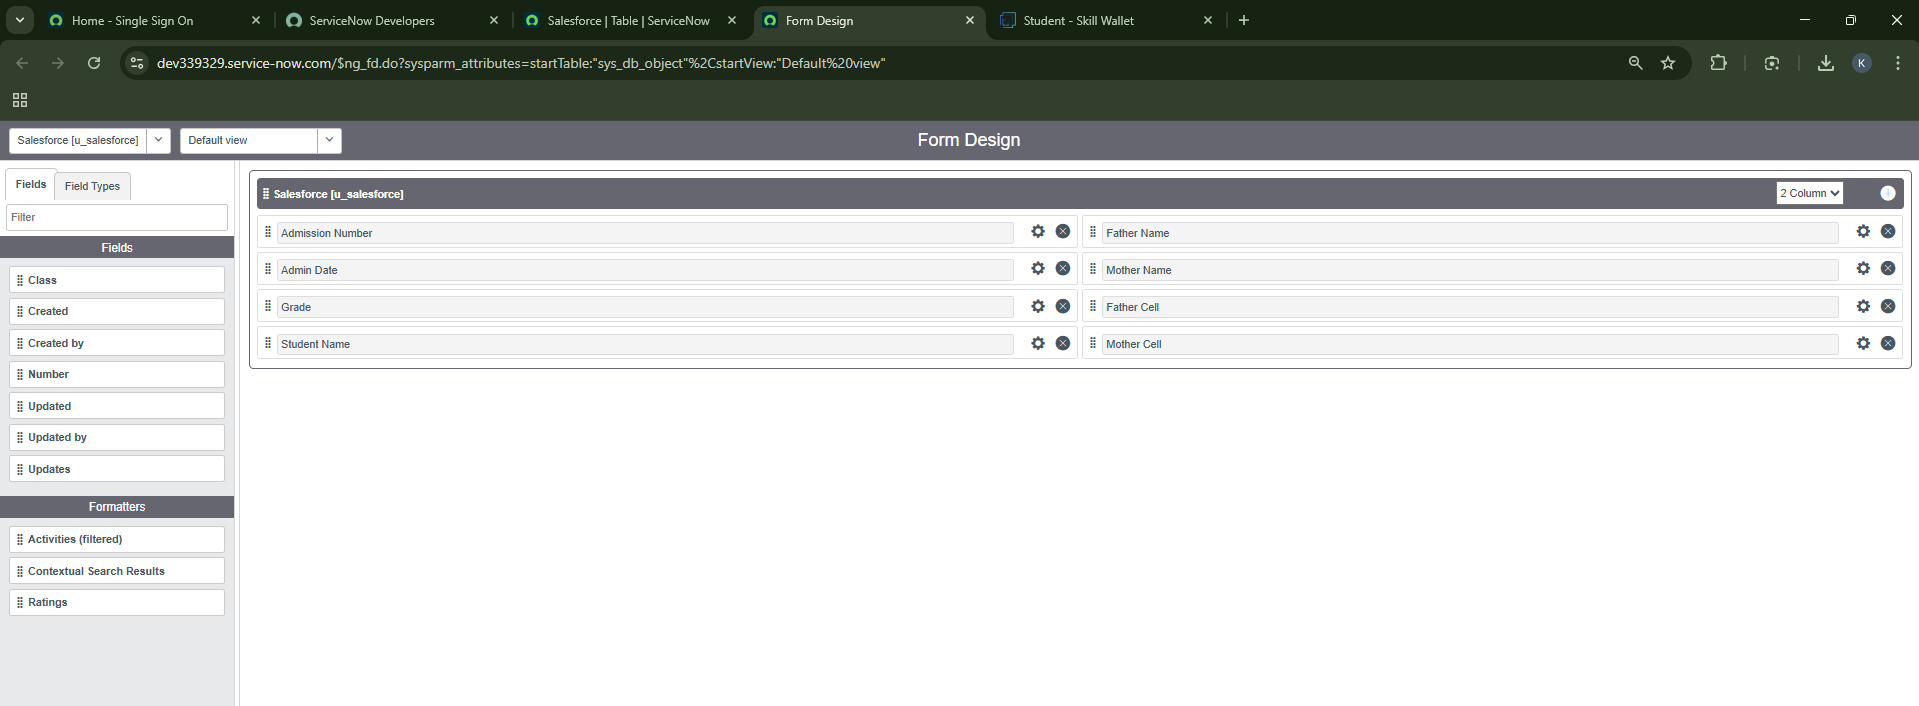 Home - Single Sign On
ServiceNow Developers
Salesforce | Table | ServiceNow
Form Design
Student - Skill Wallet
dev339329.service-now.com/$ng_fd.do?sysparm_attributes=startTable:"sys_db_object"%2CstartView:"Default%20view"
K
Salesforce [u_salesforce]
Default view
Form Design
Fields
Field Types
Filter
Fields
Class
Created
Created by
Number
Updated
Updated by
Updates
Formatters
Activities (filtered)
Contextual Search Results
Ratings
Salesforce [u_salesforce]
2 Column
Admission Number
Father Name
Admin Date
Mother Name
Grade
Father Cell
Student Name
Mother Cell